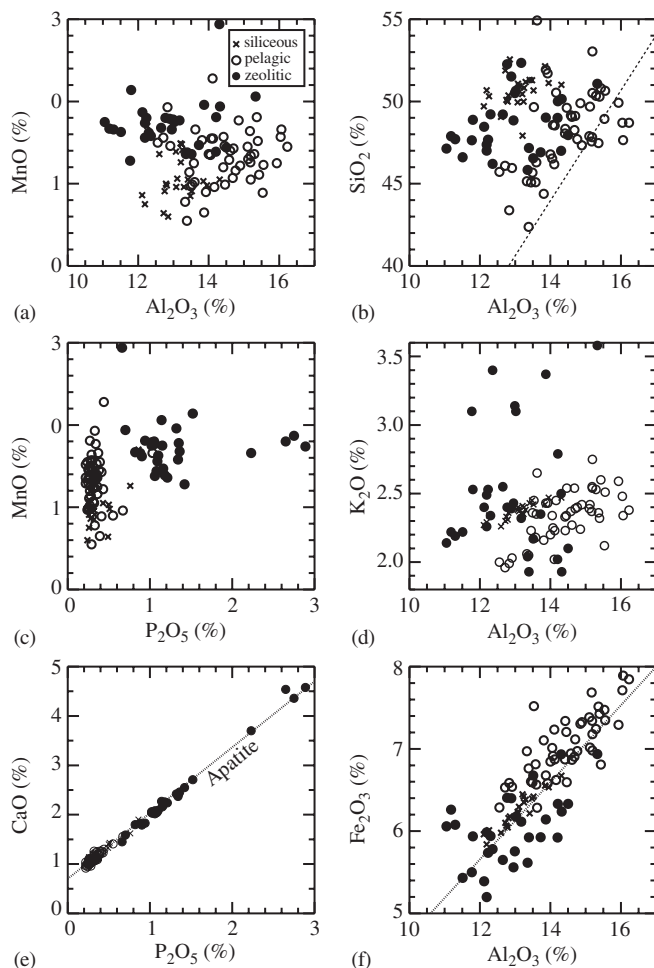 3
0
1
0
MnO (%)
× siliceous
pelagic
zeolitic
10 12 14 16
(a)
Al₂O₃ (%)
55
50
45
40
SiO₂ (%)
10 12 14 16
(b)
Al₂O₃ (%)
3
0
1
0
MnO (%)
0 1 2 3
(c)
P₂O₅ (%)
3.5
3.0
2.5
2.0
K₂O (%)
10 12 14 16
(d)
Al₂O₃ (%)
5
4
3
2
1
0
CaO (%)
Apatite
0 1 2 3
(e)
P₂O₅ (%)
8
7
6
5
Fe₂O₃ (%)
10 12 14 16
(f)
Al₂O₃ (%)